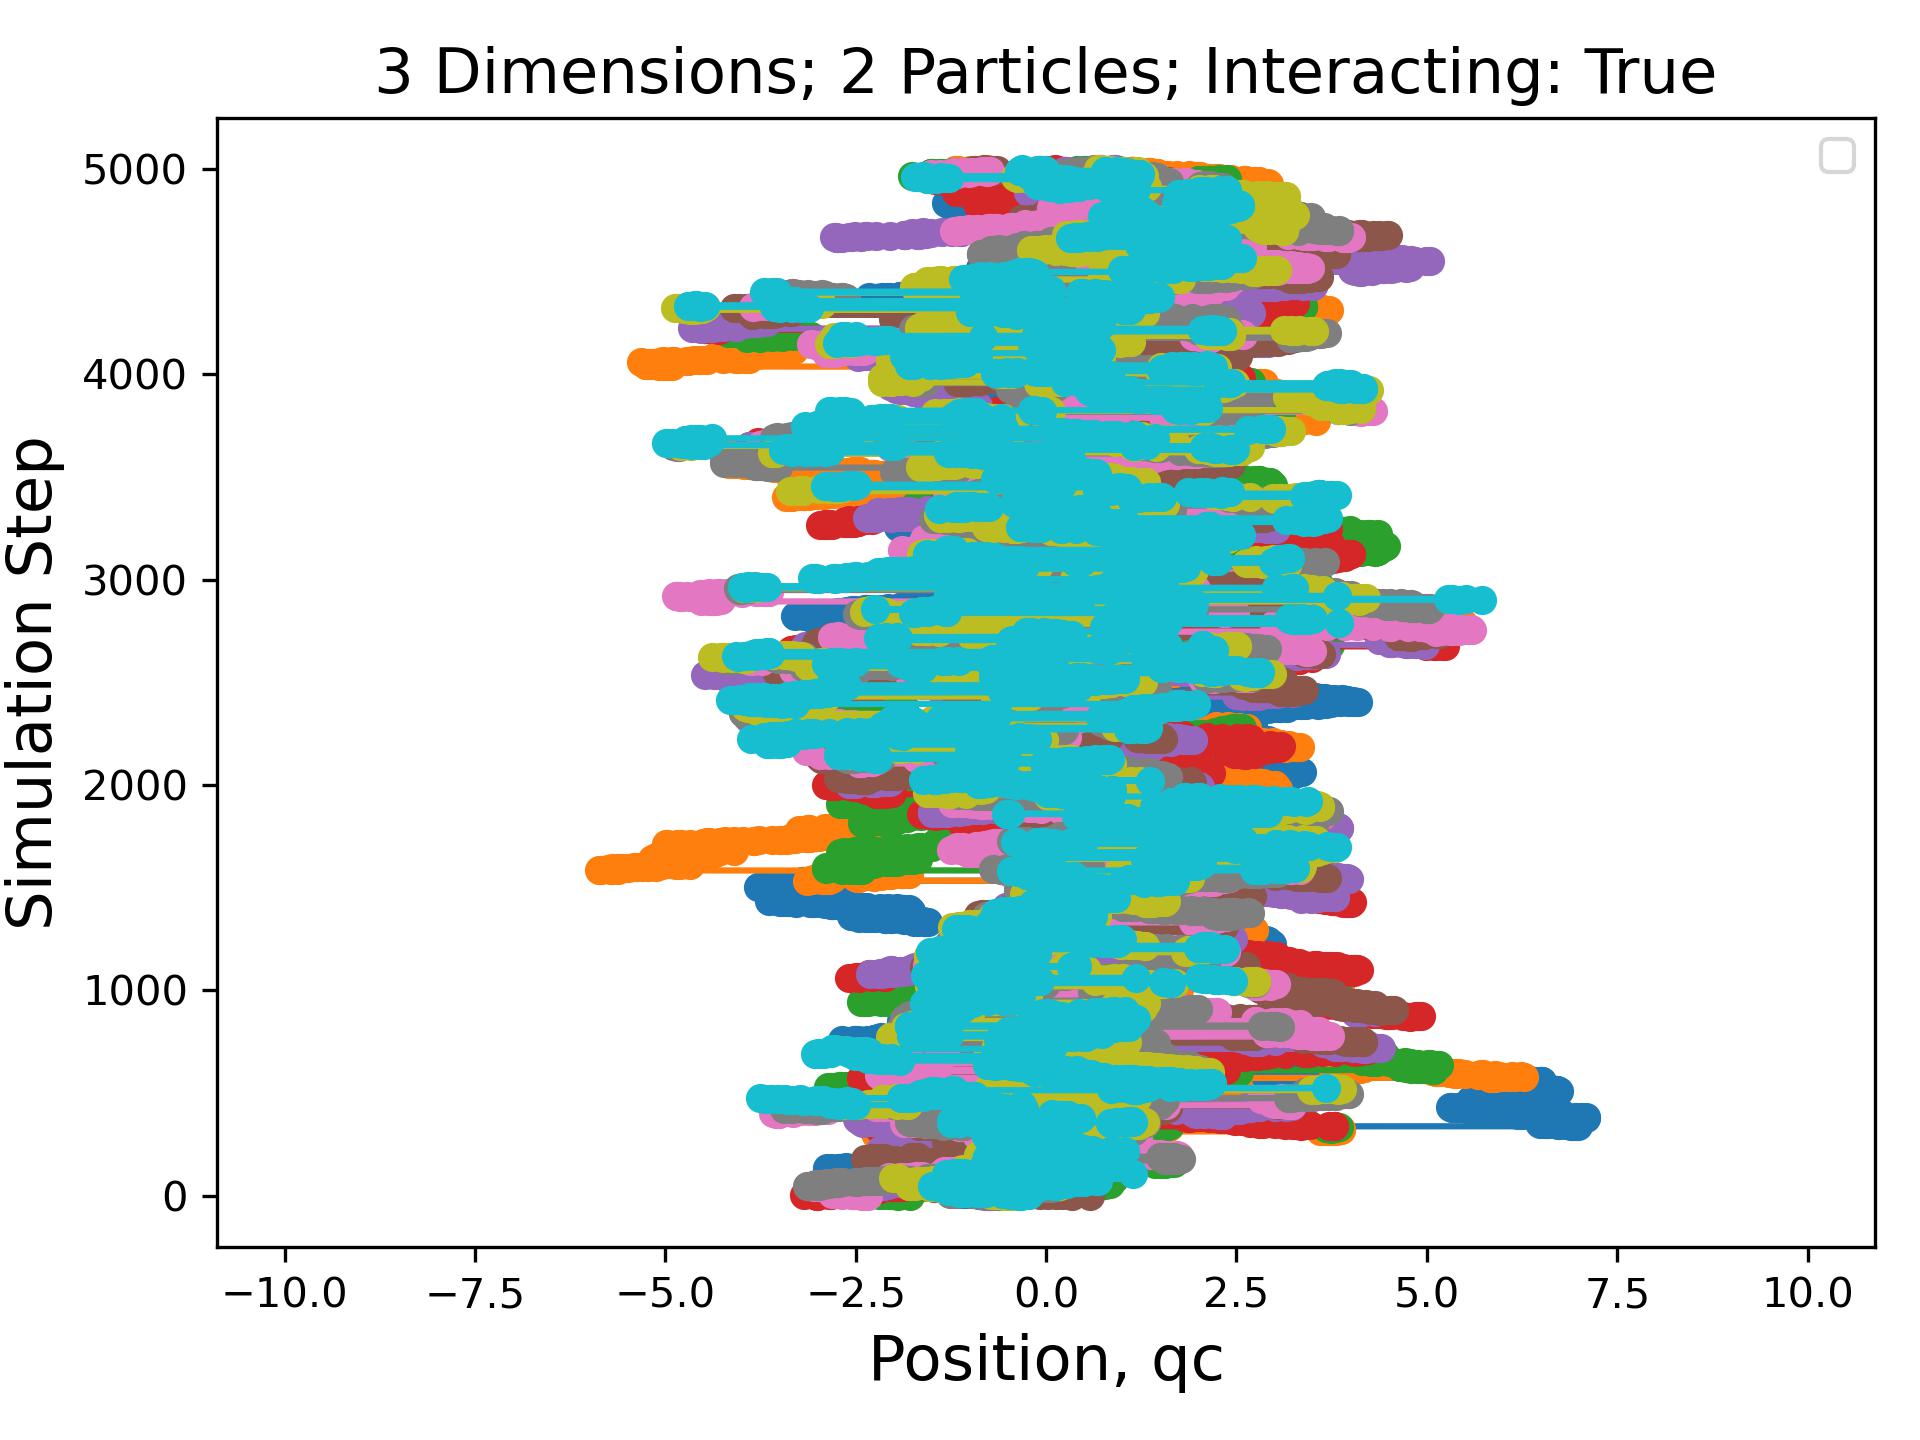 3 Dimensions; 2 Particles; Interacting: True
Simulation Step
5000
4000
3000
2000
1000
0
−10.0 −7.5 −5.0 −2.5 0.0 2.5 5.0 7.5 10.0
Position, qc